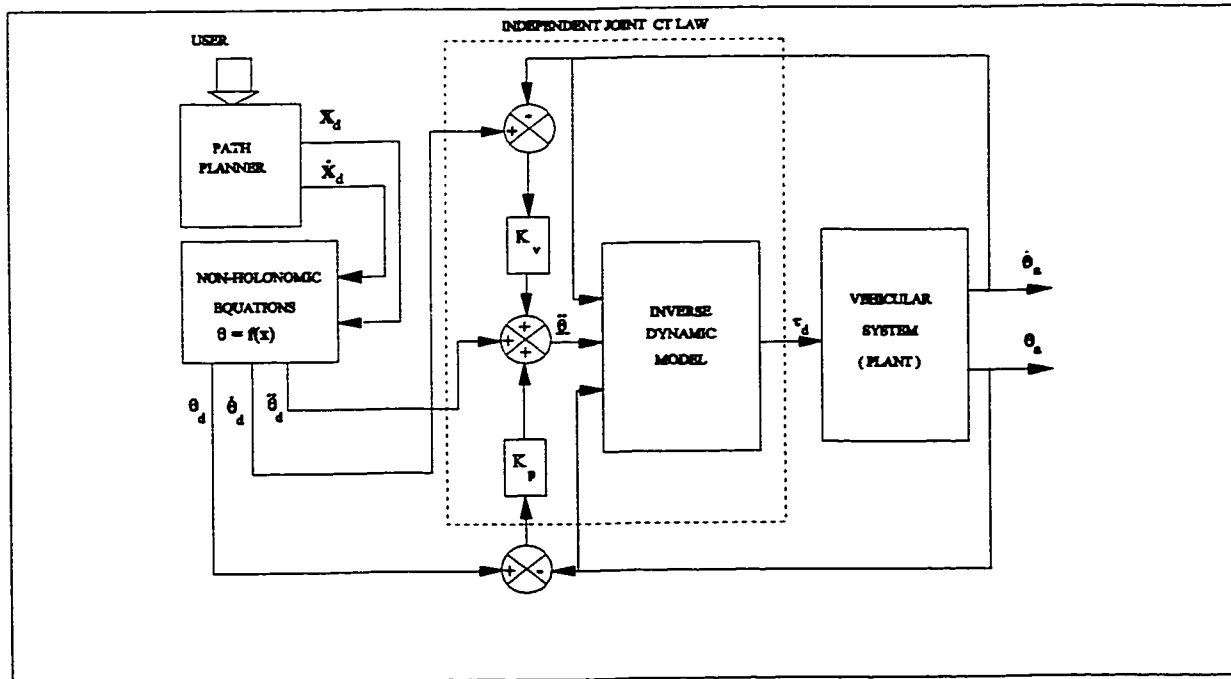 INDEPENDENT JOINT CT LAW
USER
PATH
PLANNER
X_d
Ẋ_d
NON-HOLONOMIC
EQUATIONS
θ = f(x)
θ_d
θ̇_d
θ̈_d
-
+
K_v
+
+
+
θ̈
K_p
+
-
INVERSE
DYNAMIC
MODEL
τ_d
VEHICULAR
SYSTEM
( PLANT )
θ̇_a
θ_a